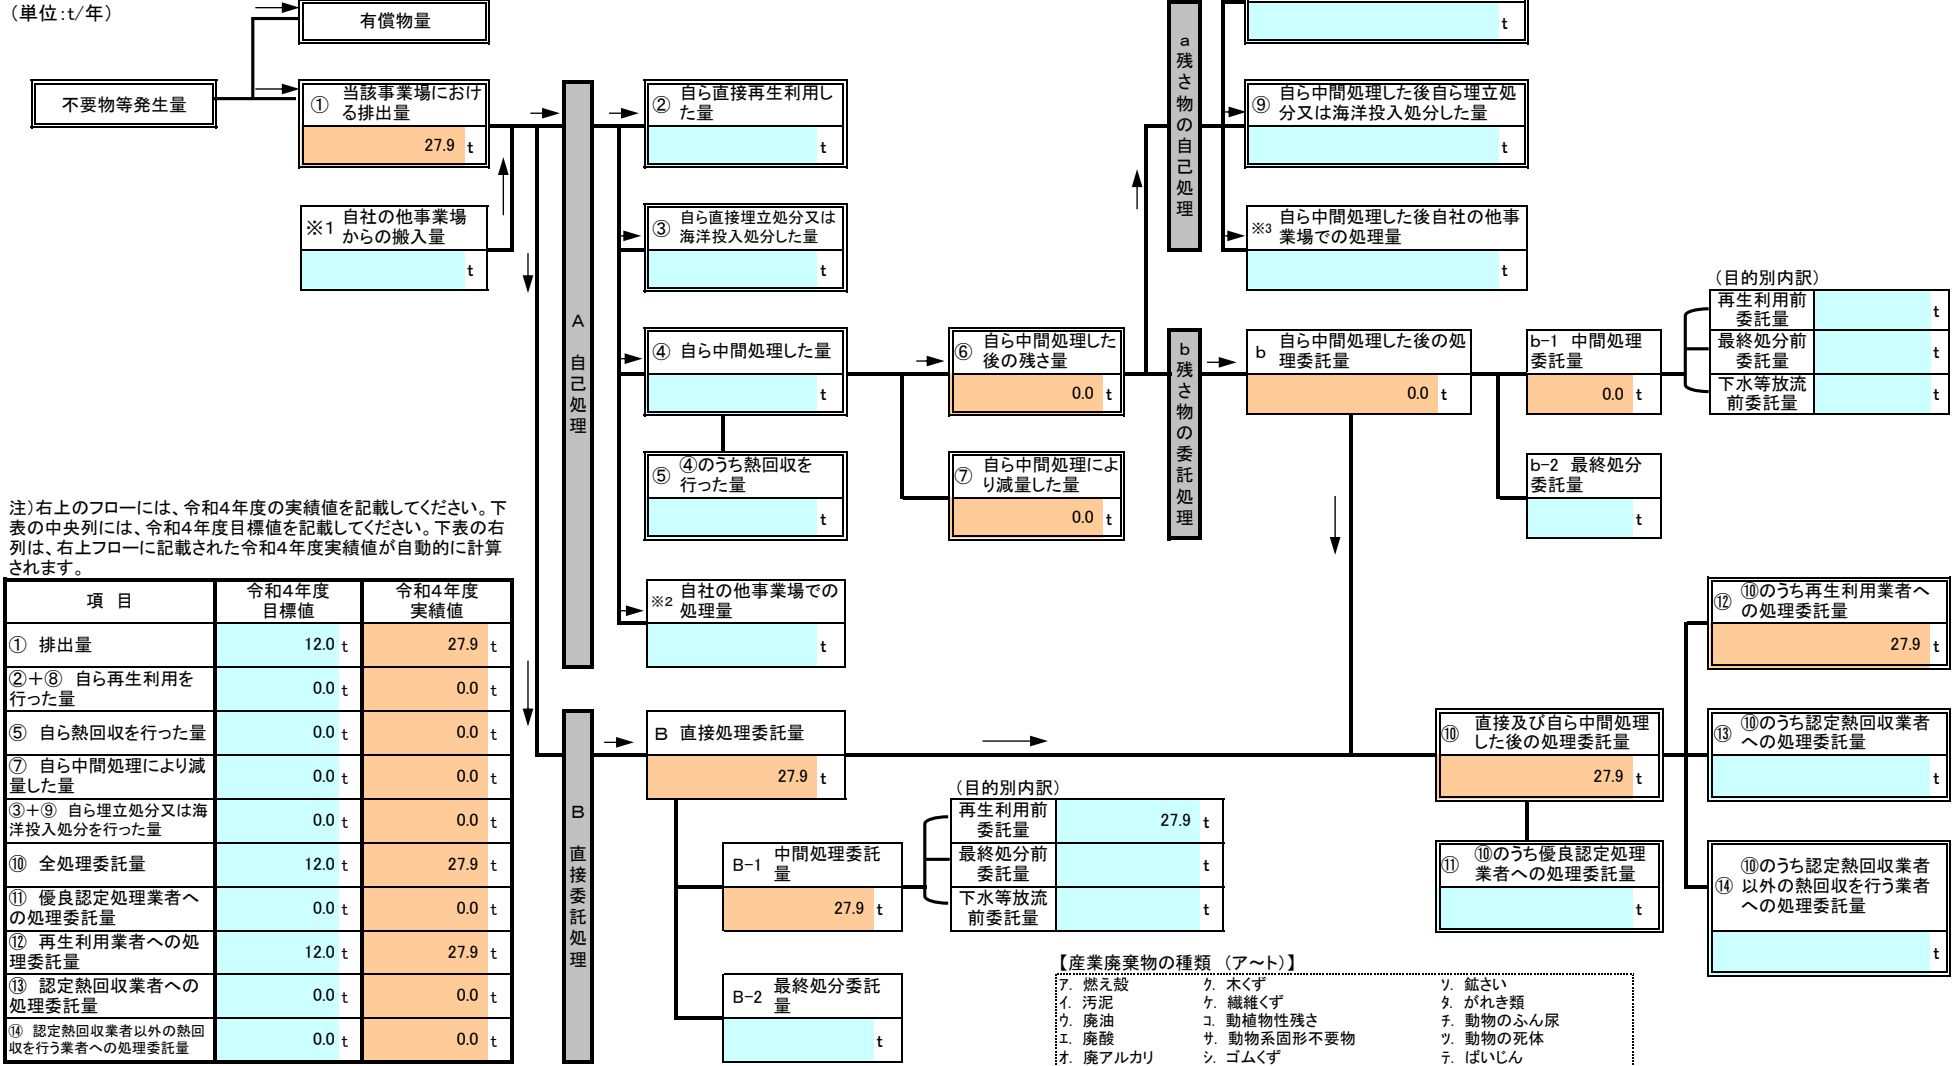 (単位:t/年)
有償物量
不要物等発生量
① 当該事業場におけ
る排出量
27.9 t
※1 自社の他事業場
からの搬入量
t
A 自己処理
② 自ら直接再生利用し
た量
t
③ 自ら直接埋立処分又は
海洋投入処分した量
t
④ 自ら中間処理した量
t
⑤ ④のうち熱回収を
行った量
t
※2 自社の他事業場での
処理量
t
⑥ 自ら中間処理した
後の残さ量
0.0 t
⑦ 自ら中間処理によ
り減量した量
0.0 t
a 残さ物の自己処理
t
⑨ 自ら中間処理した後自ら埋立処
分又は海洋投入処分した量
t
※3 自ら中間処理した後自社の他事
業場での処理量
t
b 残さ物の委託処理
b 自ら中間処理した後の処
理委託量
0.0 t
b-1 中間処理
委託量
0.0 t
b-2 最終処分
委託量
t
(目的別内訳)
再生利用前
委託量
t
最終処分前
委託量
t
下水等放流
前委託量
t
注)右上のフローには、令和4年度の実績値を記載してください。下
表の中央列には、令和4年度目標値を記載してください。下表の右
列は、右上フローに記載された令和4年度実績値が自動的に計算
されます。
項 目 令和4年度 目標値 令和4年度 実績値
① 排出量 12.0 t 27.9 t
②+⑧ 自ら再生利用を
行った量 0.0 t 0.0 t
⑤ 自ら熱回収を行った量 0.0 t 0.0 t
⑦ 自ら中間処理により減
量した量 0.0 t 0.0 t
③+⑨ 自ら埋立処分又は海
洋投入処分を行った量 0.0 t 0.0 t
⑩ 全処理委託量 12.0 t 27.9 t
⑪ 優良認定処理業者へ
の処理委託量 0.0 t 0.0 t
⑫ 再生利用業者への処
理委託量 12.0 t 27.9 t
⑬ 認定熱回収業者への
処理委託量 0.0 t 0.0 t
⑭ 認定熱回収業者以外の熱回
収を行う業者への処理委託量 0.0 t 0.0 t
B 直接委託処理
B 直接処理委託量
27.9 t
B-1 中間処理委託
量
27.9 t
B-2 最終処分委託
量
t
(目的別内訳)
再生利用前
委託量
27.9 t
最終処分前
委託量
t
下水等放流
前委託量
t
⑩ 直接及び自ら中間処理
した後の処理委託量
27.9 t
⑪ ⑩のうち優良認定処理
業者への処理委託量
t
⑫ ⑩のうち再生利用業者へ
の処理委託量
27.9 t
⑬ ⑩のうち認定熱回収業者
への処理委託量
t
⑭ ⑩のうち認定熱回収業者
以外の熱回収を行う業者
への処理委託量
t
【産業廃棄物の種類 (ア~ト)】
ア. 燃え殻 ク. 木くず ソ. 鉱さい
イ. 汚泥 ケ. 繊維くず タ. がれき類
ウ. 廃油 コ. 動植物性残さ チ. 動物のふん尿
エ. 廃酸 サ. 動物系固形不要物 ツ. 動物の死体
オ. 廃アルカリ シ. ゴムくず テ. ばいじん